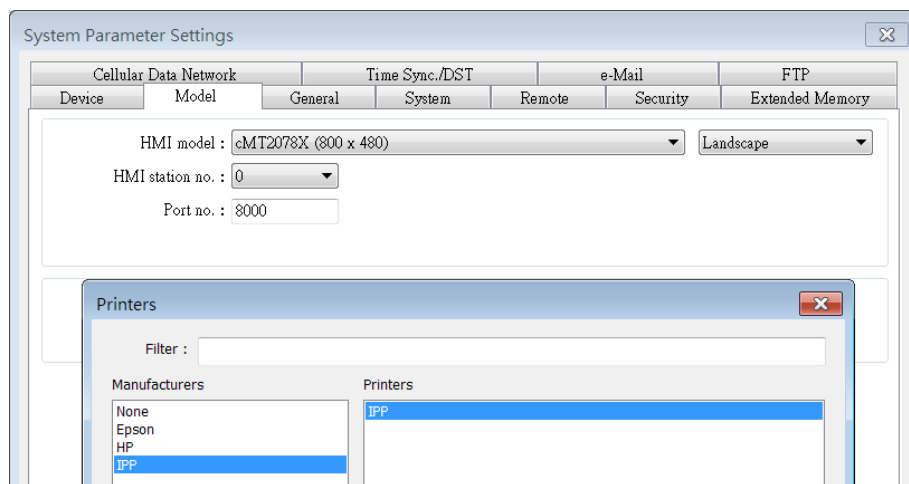 System Parameter Settings
Cellular Data Network Time Sync./DST e-Mail FTP
Device Model General System Remote Security Extended Memory
HMI model : cMT2078X (800 x 480) Landscape
HMI station no. : 0
Port no. : 8000
Printers
Filter :
Manufacturers Printers
None IPP
Epson
HP
IPP